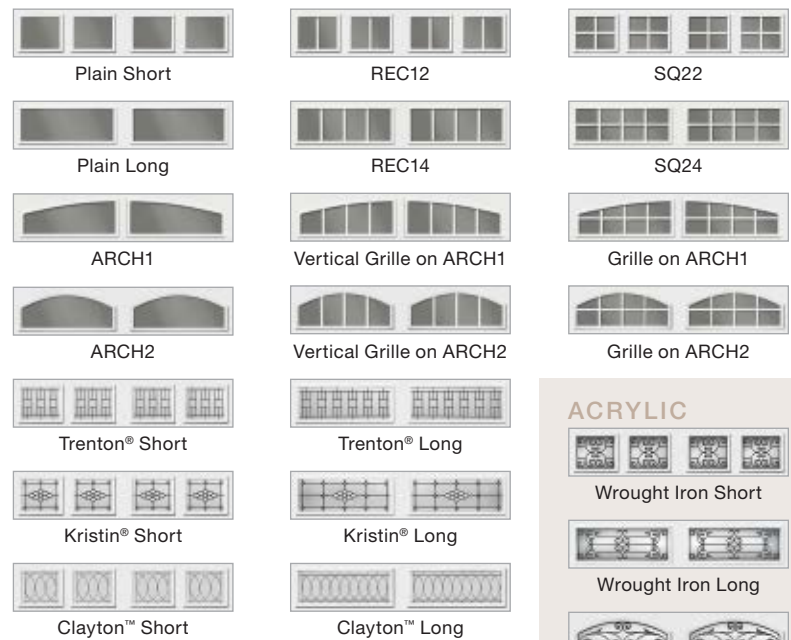 Plain Short
REC12
SQ22
Plain Long
REC14
SQ24
ARCH1
Vertical Grille on ARCH1
Grille on ARCH1
ARCH2
Vertical Grille on ARCH2
Grille on ARCH2
Trenton® Short
Trenton® Long
ACRYLIC
Wrought Iron Short
Kristin® Short
Kristin® Long
Wrought Iron Long
Clayton™ Short
Clayton™ Long